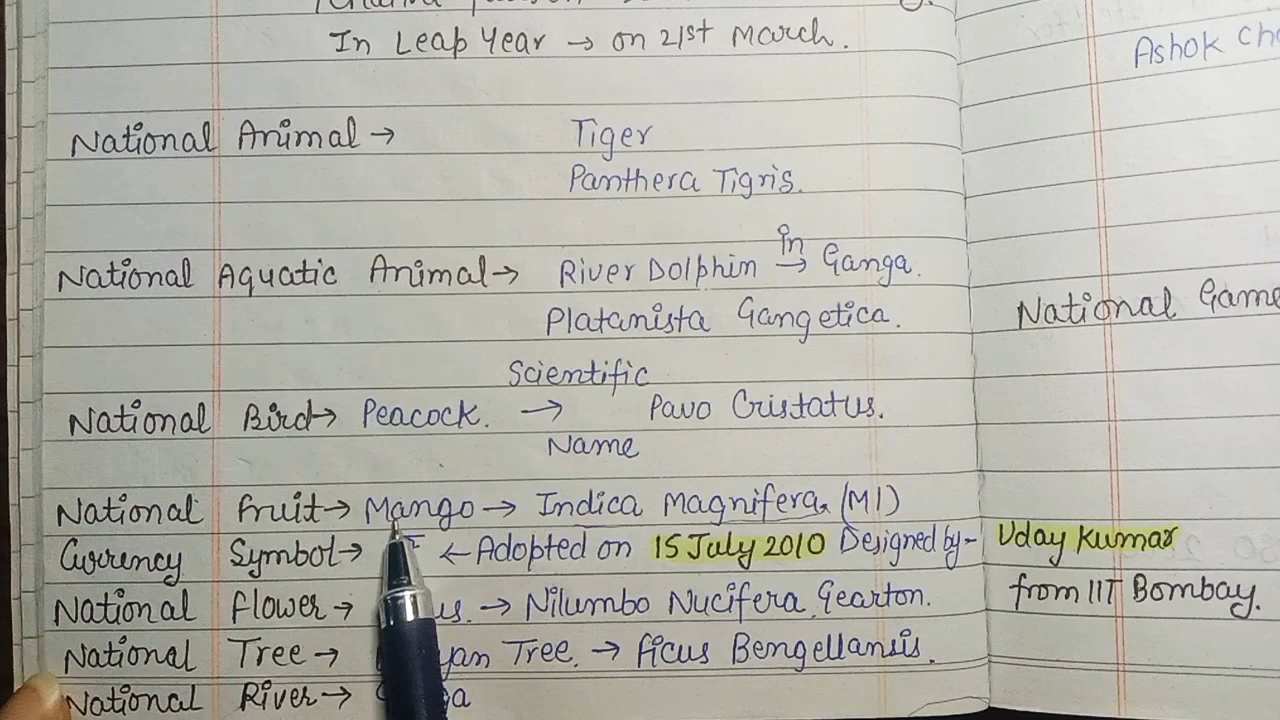 In Leap Year → on 21st March.
Ashok
National Animal → Tiger
Panthera Tigris.
National Aquatic Animal → River Dolphin in → Ganga.
Platanista Gangetica.
National Game
Scientific
National Bird → Peacock. → Pavo Cristatus.
Name
National Fruit → Mango → Indica Magnifera. (MI)
Currency Symbol → ← Adopted on 15 July 2010 Designed by - Uday Kumar
from IIT Bombay.
National Flower → → Nilumbo Nucifera Gearton.
National Tree → Tree. → Ficus Bengellansis.
National River →